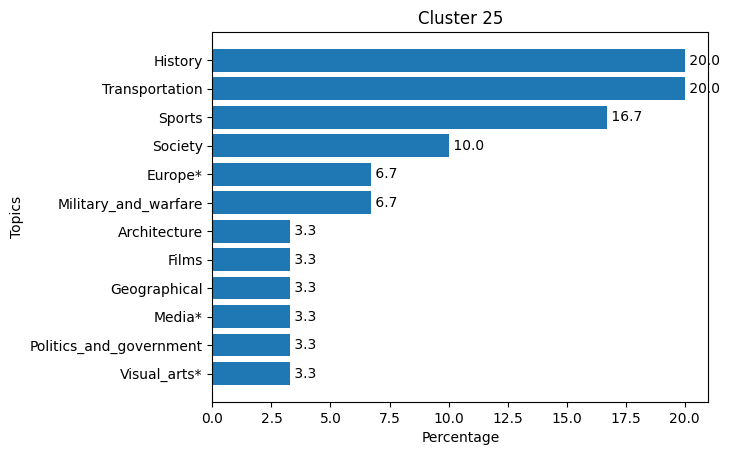 Cluster 25
History 20.0
Transportation 20.0
Sports 16.7
Society 10.0
Europe* 6.7
Military_and_warfare 6.7
Architecture 3.3
Films 3.3
Geographical 3.3
Media* 3.3
Politics_and_government 3.3
Visual_arts* 3.3
Topics
0.0 2.5 5.0 7.5 10.0 12.5 15.0 17.5 20.0
Percentage